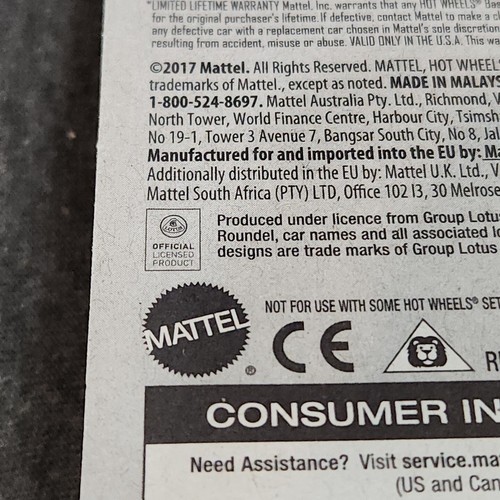 *LIMITED LIFETIME WARRANTY Mattel, Inc. warrants that any HOT WHEELS® Bas
for the original purchaser's lifetime. If defective, contact Mattel to make a c
any defective car with a replacement car chosen in Mattel's sole discretion
resulting from accident, misuse or abuse. VALID ONLY IN THE U.S.A. This wa
©2017 Mattel. All Rights Reserved. MATTEL, HOT WHEELS
trademarks of Mattel., except as noted. MADE IN MALAYS
1-800-524-8697. Mattel Australia Pty. Ltd., Richmond, V
North Tower, World Finance Centre, Harbour City, Tsimsh
No 19-1, Tower 3 Avenue 7, Bangsar South City, No 8, Jal
Manufactured for and imported into the EU by: Ma
Additionally distributed in the EU by: Mattel U.K. Ltd., V
Mattel South Africa (PTY) LTD, Office 102 I3, 30 Melrose
LOTUS
OFFICIAL
LICENSED
PRODUCT
Produced under licence from Group Lotus
Roundel, car names and all associated lo
designs are trade marks of Group Lotus
NOT FOR USE WITH SOME HOT WHEELS® SET
MATTEL
®
CE
R
CONSUMER IN
Need Assistance? Visit service.ma
(US and Can